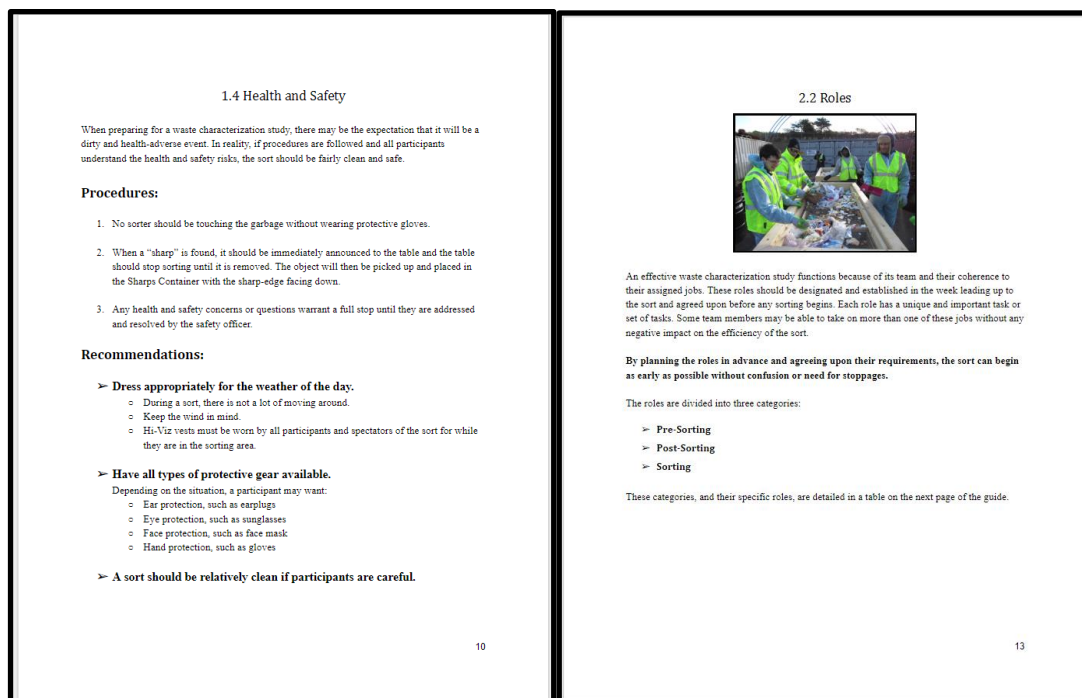 1.4 Health and Safety
When preparing for a waste characterization study, there may be the expectation that it will be a
dirty and health-adverse event. In reality, if procedures are followed and all participants
understand the health and safety risks, the sort should be fairly clean and safe.
Procedures:
1. No sorter should be touching the garbage without wearing protective gloves.
2. When a “sharp” is found, it should be immediately announced to the table and the table
should stop sorting until it is removed. The object will then be picked up and placed in
the Sharps Container with the sharp-edge facing down.
3. Any health and safety concerns or questions warrant a full stop until they are addressed
and resolved by the safety officer.
Recommendations:
➢ Dress appropriately for the weather of the day.
○ During a sort, there is not a lot of moving around.
○ Keep the wind in mind.
○ Hi-Viz vests must be worn by all participants and spectators of the sort for while
they are in the sorting area.
➢ Have all types of protective gear available.
Depending on the situation, a participant may want:
○ Ear protection, such as earplugs
○ Eye protection, such as sunglasses
○ Face protection, such as face mask
○ Hand protection, such as gloves
➢ A sort should be relatively clean if participants are careful.
10
2.2 Roles
An effective waste characterization study functions because of its team and their coherence to
their assigned jobs. These roles should be designated and established in the week leading up to
the sort and agreed upon before any sorting begins. Each role has a unique and important task or
set of tasks. Some team members may be able to take on more than one of these jobs without any
negative impact on the efficiency of the sort.
By planning the roles in advance and agreeing upon their requirements, the sort can begin
as early as possible without confusion or need for stoppages.
The roles are divided into three categories:
➢ Pre-Sorting
➢ Post-Sorting
➢ Sorting
These categories, and their specific roles, are detailed in a table on the next page of the guide.
13